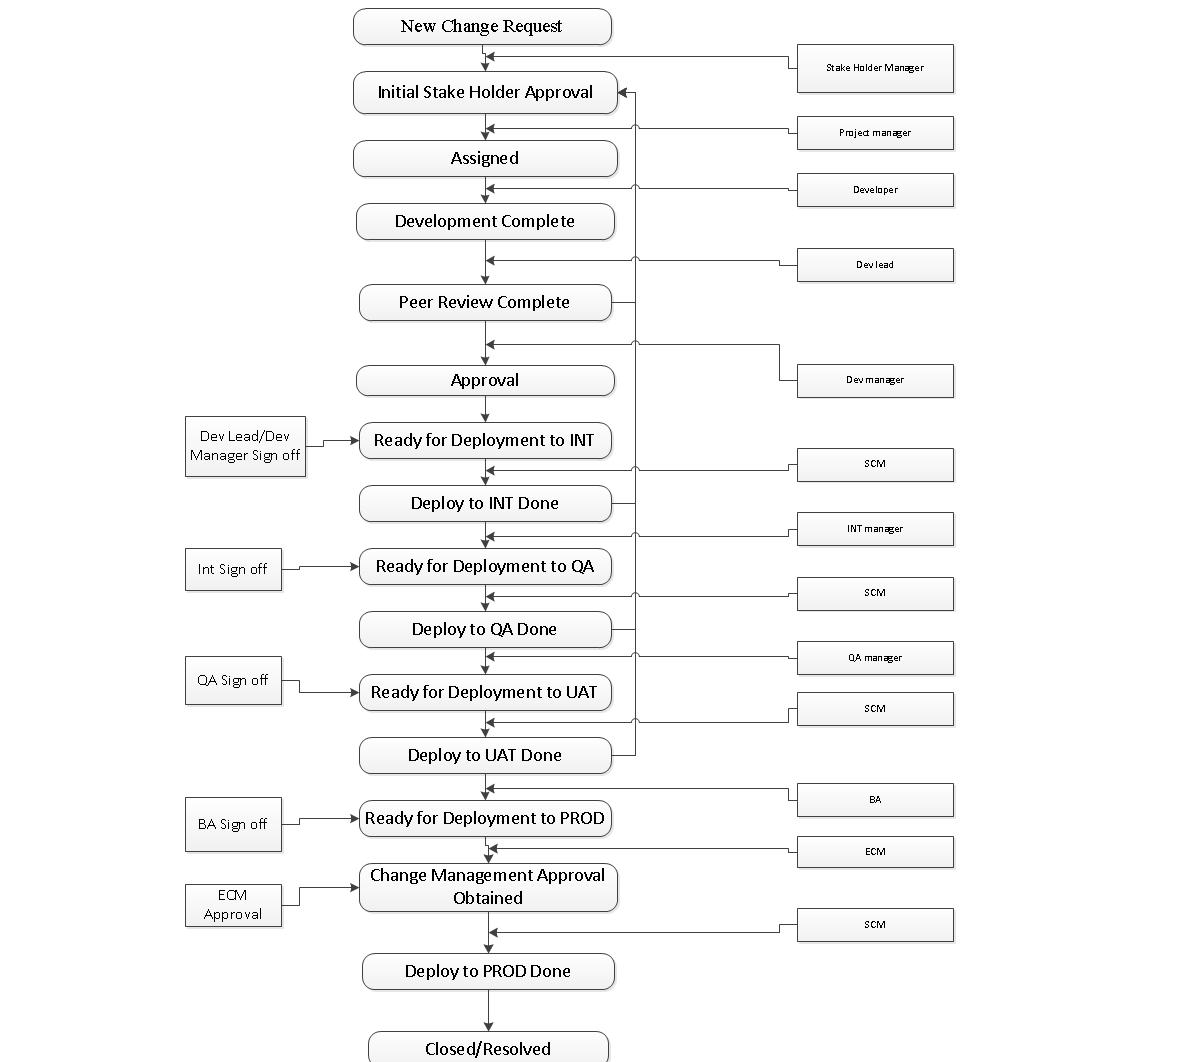 New Change Request
Stake Holder Manager
Initial Stake Holder Approval
Project manager
Assigned
Developer
Development Complete
Dev lead
Peer Review Complete
Dev manager
Approval
Dev Lead/Dev
Manager Sign off
Ready for Deployment to INT
SCM
Deploy to INT Done
INT manager
Int Sign off
Ready for Deployment to QA
SCM
Deploy to QA Done
QA manager
QA Sign off
Ready for Deployment to UAT
SCM
Deploy to UAT Done
BA
BA Sign off
Ready for Deployment to PROD
ECM
Change Management Approval
Obtained
ECM
Approval
SCM
Deploy to PROD Done
Closed/Resolved